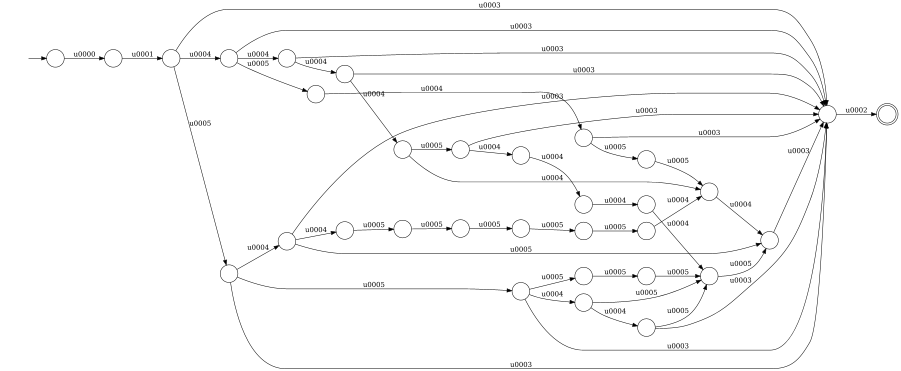 u0003
u0003
u0000 u0001 u0004 u0004 u0003
u0005 u0004 u0003
u0004 u0004 u0003
u0003 u0002
u0005 u0003
u0005 u0004 u0005 u0003
u0004 u0005
u0004
u0004 u0004 u0004
u0004 u0005 u0005 u0005 u0005
u0004 u0005
u0005
u0005 u0005 u0005 u0003
u0005 u0004 u0005
u0004 u0005
u0003
u0003